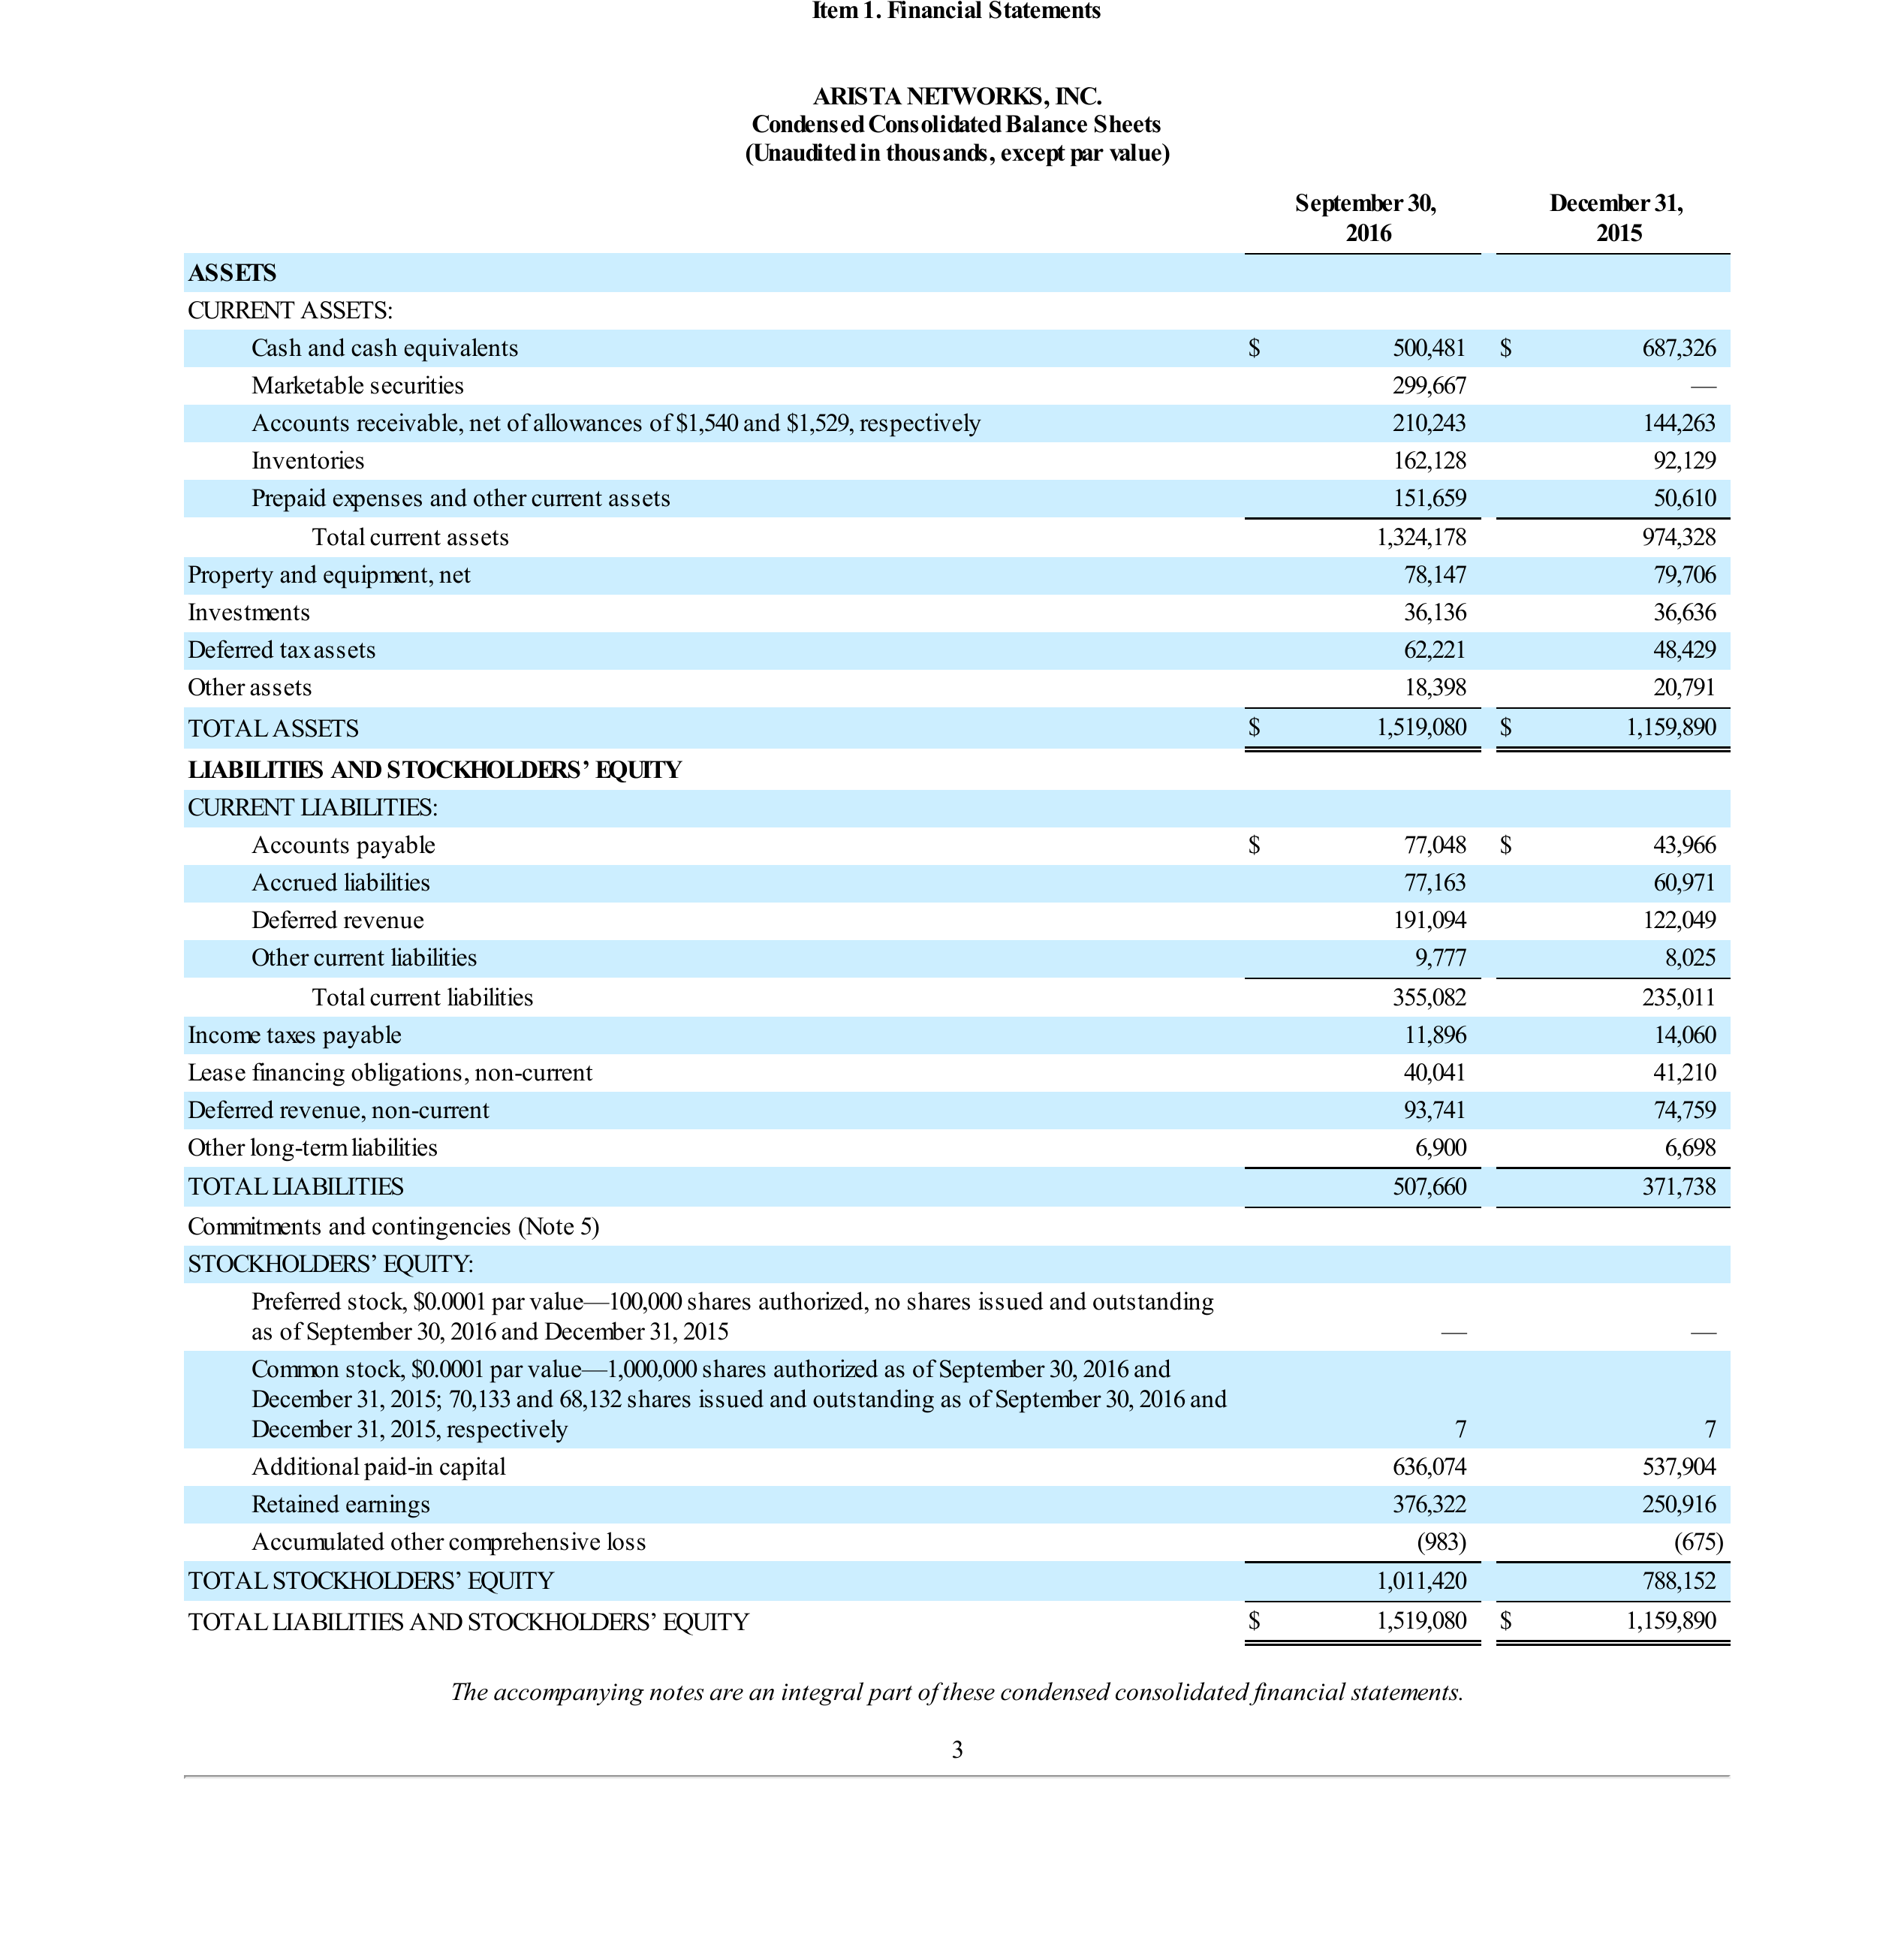 Item 1. Financial Statements
ARISTA NETWORKS, INC.
Condensed Consolidated Balance Sheets
(Unaudited in thousands, except par value)
September 30, December 31,
2016 2015
ASSETS
CURRENT ASSETS:
Cash and cash equivalents $ 500,481 $ 687,326
Marketable securities 299,667 —
Accounts receivable, net of allowances of $1,540 and $1,529, respectively 210,243 144,263
Inventories 162,128 92,129
Prepaid expenses and other current assets 151,659 50,610
Total current assets 1,324,178 974,328
Property and equipment, net 78,147 79,706
Investments 36,136 36,636
Deferred tax assets 62,221 48,429
Other assets 18,398 20,791
TOTAL ASSETS $ 1,519,080 $ 1,159,890
LIABILITIES AND STOCKHOLDERS’ EQUITY
CURRENT LIABILITIES:
Accounts payable $ 77,048 $ 43,966
Accrued liabilities 77,163 60,971
Deferred revenue 191,094 122,049
Other current liabilities 9,777 8,025
Total current liabilities 355,082 235,011
Income taxes payable 11,896 14,060
Lease financing obligations, non-current 40,041 41,210
Deferred revenue, non-current 93,741 74,759
Other long-term liabilities 6,900 6,698
TOTAL LIABILITIES 507,660 371,738
Commitments and contingencies (Note 5)
STOCKHOLDERS’ EQUITY:
Preferred stock, $0.0001 par value—100,000 shares authorized, no shares issued and outstanding
as of September 30, 2016 and December 31, 2015 — —
Common stock, $0.0001 par value—1,000,000 shares authorized as of September 30, 2016 and
December 31, 2015; 70,133 and 68,132 shares issued and outstanding as of September 30, 2016 and
December 31, 2015, respectively 7 7
Additional paid-in capital 636,074 537,904
Retained earnings 376,322 250,916
Accumulated other comprehensive loss (983) (675)
TOTAL STOCKHOLDERS’ EQUITY 1,011,420 788,152
TOTAL LIABILITIES AND STOCKHOLDERS’ EQUITY $ 1,519,080 $ 1,159,890
The accompanying notes are an integral part of these condensed consolidated financial statements.
3